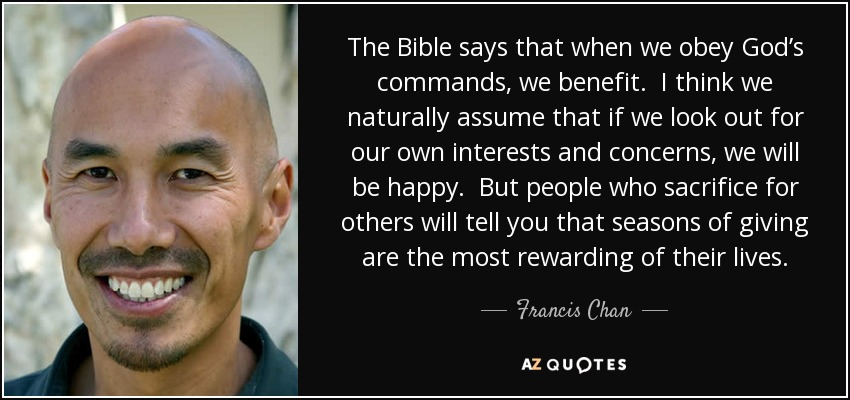 The Bible says that when we obey God’s
commands, we benefit.  I think we
naturally assume that if we look out for
our own interests and concerns, we will
be happy.  But people who sacrifice for
others will tell you that seasons of giving
are the most rewarding of their lives.
Francis Chan
AZ QUOTES